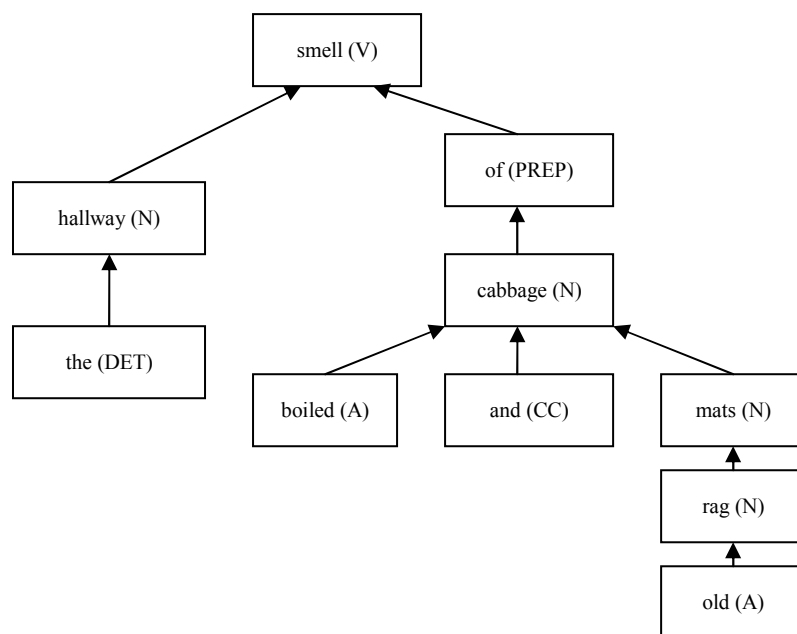 smell (V)
of (PREP)
hallway (N)
cabbage (N)
the (DET)
boiled (A)
and (CC)
mats (N)
rag (N)
old (A)